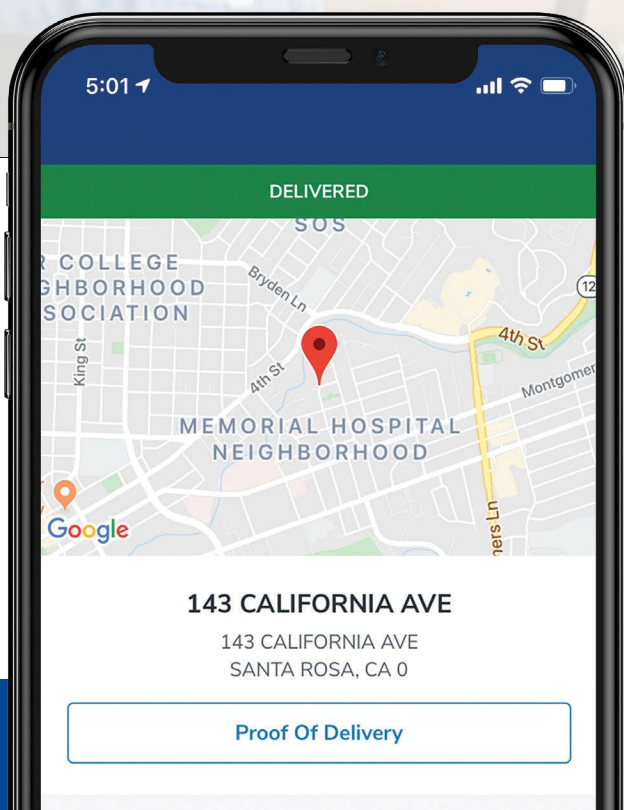 5:01
DELIVERED
SOS
COLLEGE
GHBORHOOD
SOCIATION
Bryden Ln
12
King St
4th St
4th St
Montgomer
MEMORIAL HOSPITAL
NEIGHBORHOOD
Google
ners Ln
143 CALIFORNIA AVE
143 CALIFORNIA AVE
SANTA ROSA, CA 0
Proof Of Delivery